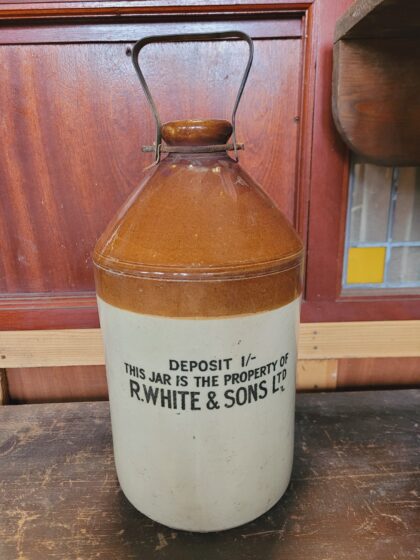 DEPOSIT 1/-
THIS JAR IS THE PROPERTY OF
R. WHITE & SONS LTD